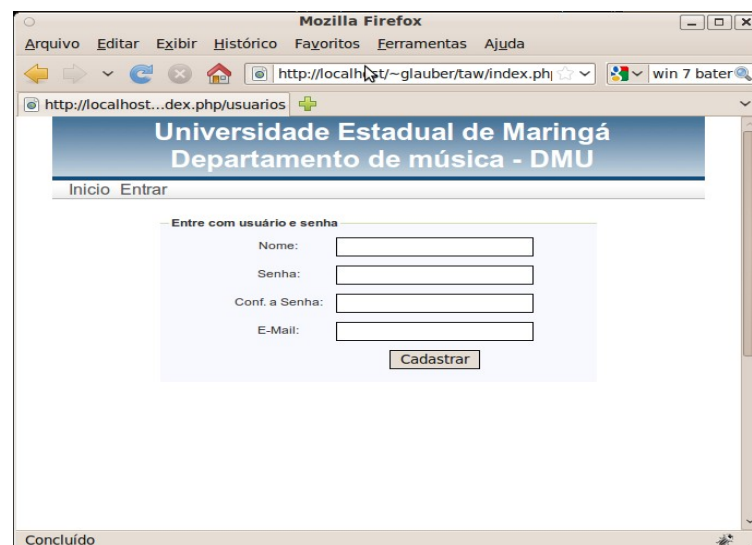 Mozilla Firefox
Arquivo Editar Exibir Histórico Favoritos Ferramentas Ajuda
http://localhost/~glauber/taw/index.ph win 7 bater
http://localhost...dex.php/usuarios
Universidade Estadual de Maringá
Departamento de música - DMU
Inicio Entrar
Entre com usuário e senha
Nome:
Senha:
Conf. a Senha:
E-Mail:
Cadastrar
Concluído